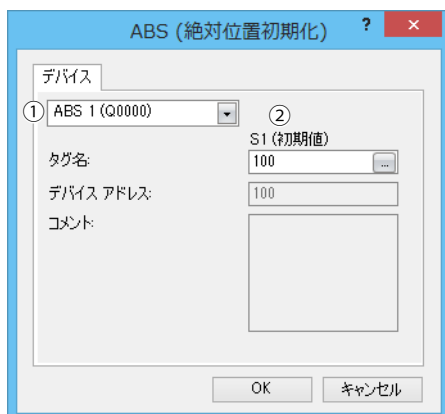 ABS (絶対位置初期化) ? ×
デバイス
① ABS 1 (Q0000) ②
S1 (初期値)
タグ名: 100 ...
デバイス アドレス: 100
コメント:
OK キャンセル